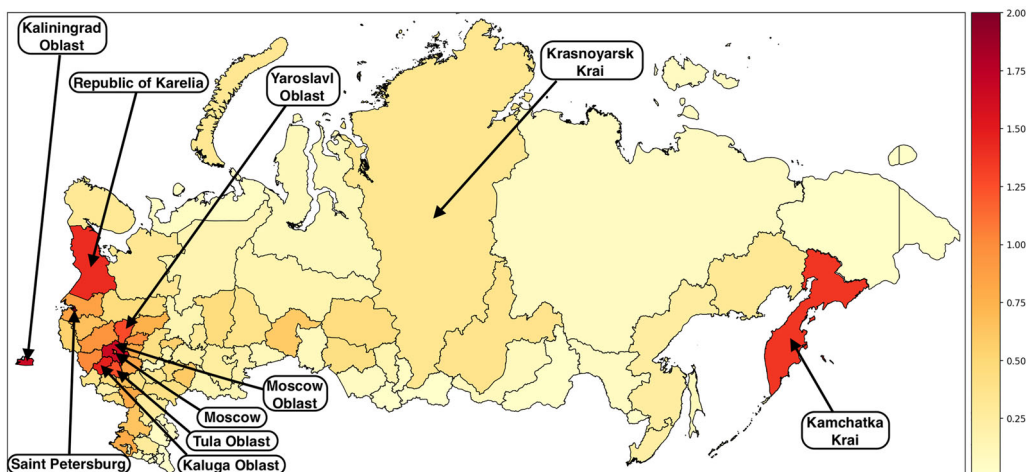 Kaliningrad
Oblast
Republic of Karelia
Yaroslavl
Oblast
Krasnoyarsk
Krai
Moscow
Oblast
Moscow
Tula Oblast
Saint Petersburg
Kaluga Oblast
Kamchatka
Krai
2.00
1.75
1.50
1.25
1.00
0.75
0.50
0.25